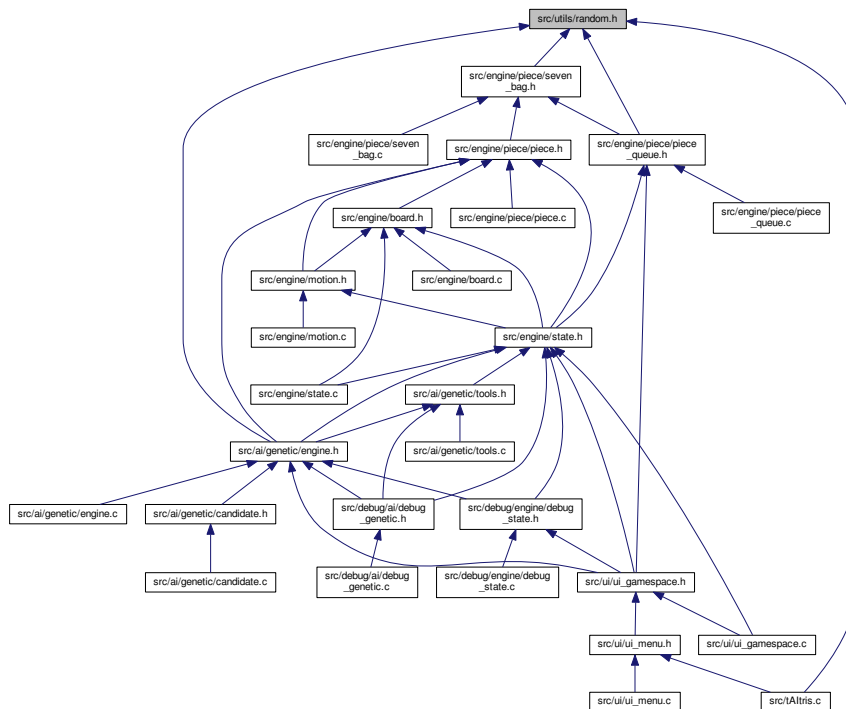 src/utils/random.h
src/engine/piece/seven
_bag.h
src/engine/piece/seven
_bag.c
src/engine/piece/piece.h
src/engine/piece/piece
_queue.h
src/engine/board.h
src/engine/piece/piece.c
src/engine/piece/piece
_queue.c
src/engine/motion.h
src/engine/board.c
src/engine/motion.c
src/engine/state.h
src/engine/state.c
src/ai/genetic/tools.h
src/ai/genetic/engine.h
src/ai/genetic/tools.c
src/ai/genetic/engine.c
src/ai/genetic/candidate.h
src/debug/ai/debug
_genetic.h
src/debug/engine/debug
_state.h
src/ai/genetic/candidate.c
src/debug/ai/debug
_genetic.c
src/debug/engine/debug
_state.c
src/ui/ui_gamespace.h
src/ui/ui_menu.h
src/ui/ui_gamespace.c
src/ui/ui_menu.c
src/tAItris.c